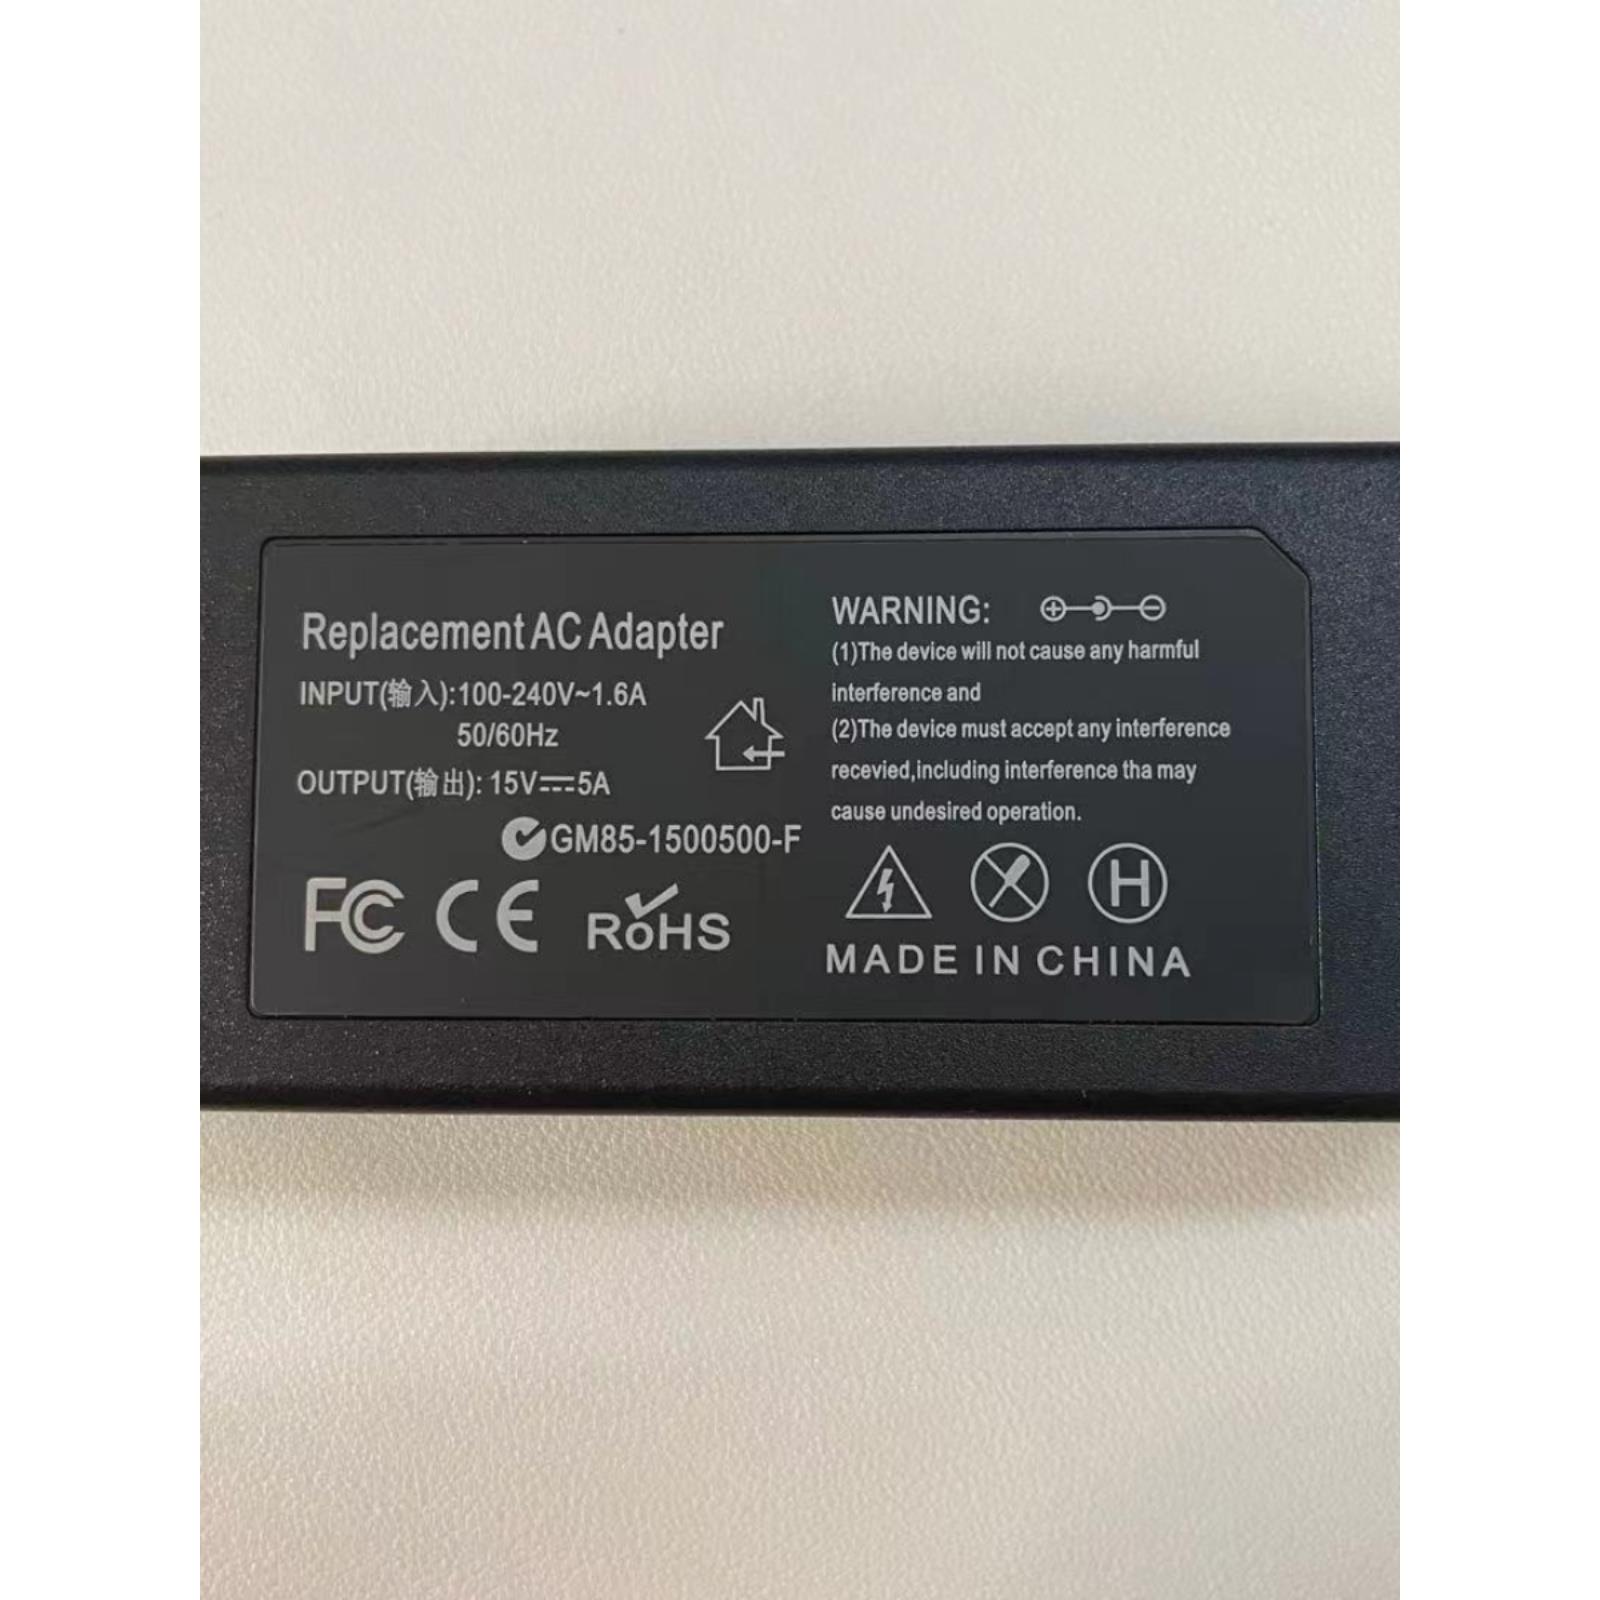 Replacement AC Adapter
INPUT(输入):100-240V~1.6A
50/60Hz
OUTPUT(输出): 15V⎓5A
GM85-1500500-F
FC CE RoHS
WARNING:
(1)The device will not cause any harmful
interference and
(2)The device must accept any interference
recevied,including interference tha may
cause undesired operation.
H
MADE IN CHINA